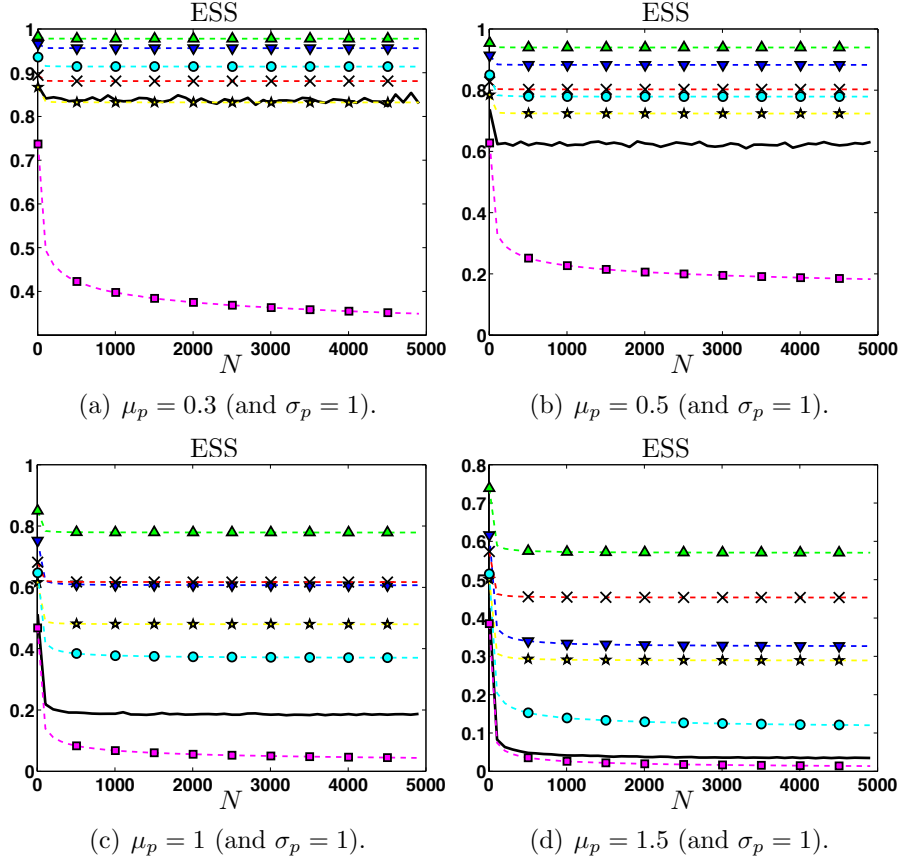 ESS
1
0.9
0.8
0.7
0.6
0.5
0.4
0 1000 2000 3000 4000 5000
N
(a) μ_p = 0.3 (and σ_p = 1).
ESS
1
0.8
0.6
0.4
0.2
0
0 1000 2000 3000 4000 5000
N
(b) μ_p = 0.5 (and σ_p = 1).
ESS
1
0.8
0.6
0.4
0.2
0
0 1000 2000 3000 4000 5000
N
(c) μ_p = 1 (and σ_p = 1).
ESS
0.8
0.7
0.6
0.5
0.4
0.3
0.2
0.1
0
0 1000 2000 3000 4000 5000
N
(d) μ_p = 1.5 (and σ_p = 1).